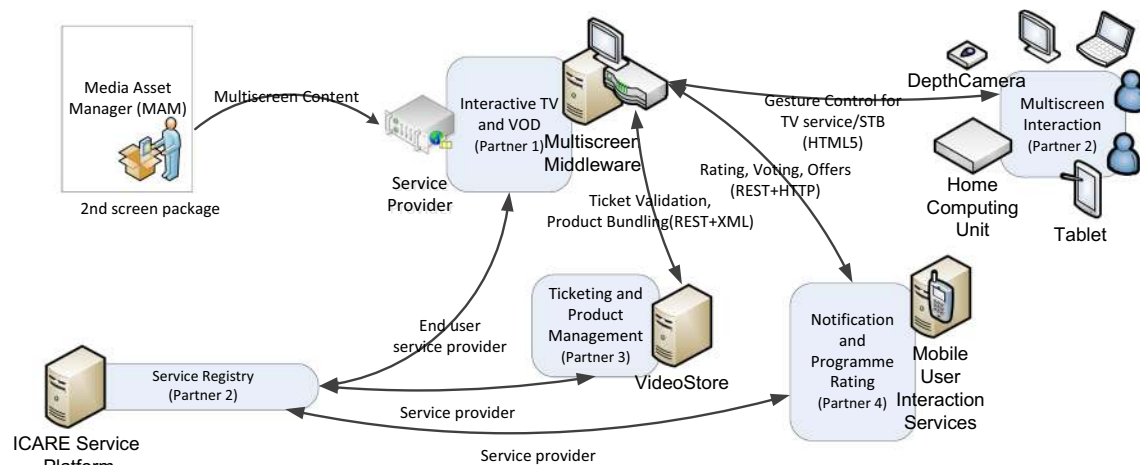 Media Asset
Manager (MAM)
2nd screen package
Multiscreen Content
Service
Provider
Interactive TV
and VOD
(Partner 1)
Multiscreen
Middleware
DepthCamera
Gesture Control for
TV service/STB
(HTML5)
Multiscreen
Interaction
(Partner 2)
Home
Computing
Unit
Tablet
Rating, Voting, Offers
(REST+HTTP)
Ticket Validation,
Product Bundling(REST+XML)
Ticketing and
Product
Management
(Partner 3)
VideoStore
Notification
and
Programme
Rating
(Partner 4)
Mobile
User
Interaction
Services
End user
service provider
Service Registry
(Partner 2)
ICARE Service
Platform
Service provider
Service provider